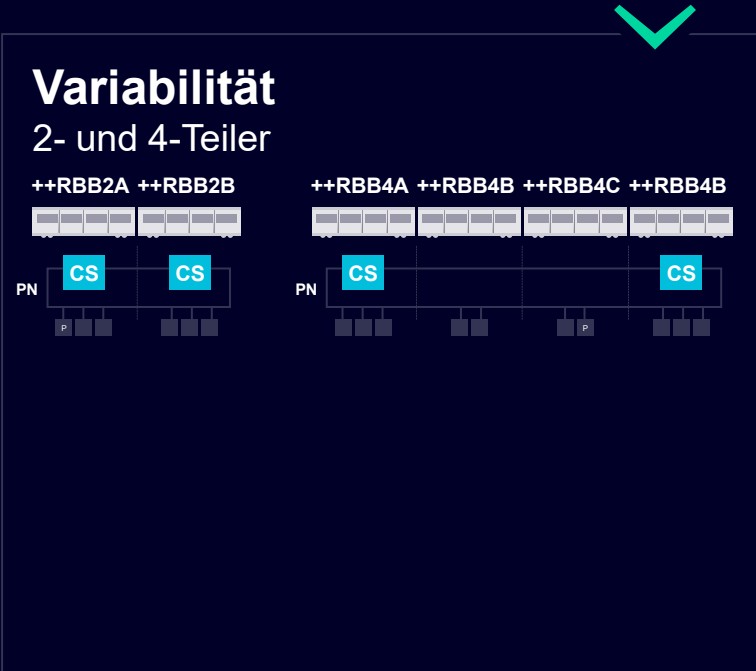 Variabilität
2- und 4-Teiler
++RBB2A ++RBB2B ++RBB4A ++RBB4B ++RBB4C ++RBB4B
CS CS CS CS
PN PN
P P